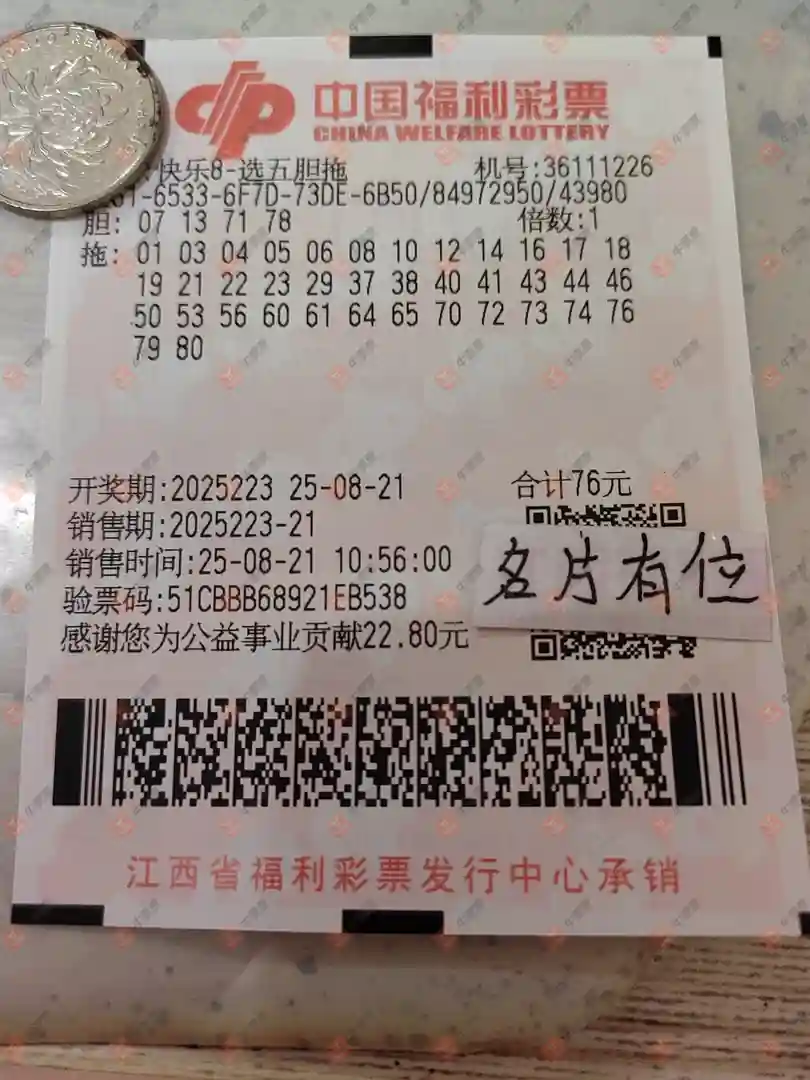 中国福利彩票
CHINA WELFARE LOTTERY
快乐8-选五胆拖 机号:36111226
1-6533-6F7D-73DE-6B50/84972950/43980
胆: 07 13 71 78 倍数:1
拖: 01 03 04 05 06 08 10 12 14 16 17 18
19 21 22 23 29 37 38 40 41 43 44 46
50 53 56 60 61 64 65 70 72 73 74 76
79 80
开奖期:2025223 25-08-21 合计76元
销售期:2025223-21
销售时间:25-08-21 10:56:00
名片有位
验票码:51CBBB68921EB538
感谢您为公益事业贡献22.80元
江西省福利彩票发行中心承销